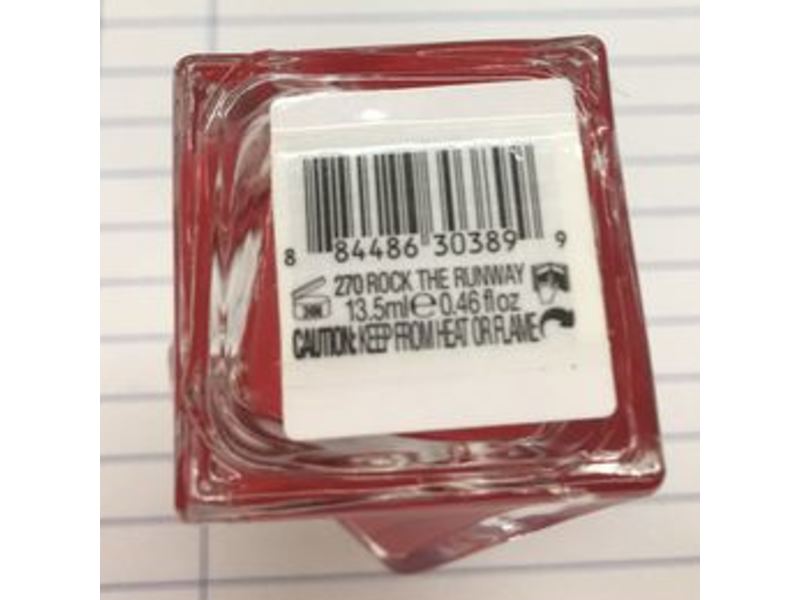 8 84486 30389 9
270 ROCK THE RUNWAY
13.5ml e 0.46 fl oz
CAUTION: KEEP FROM HEAT OR FLAME